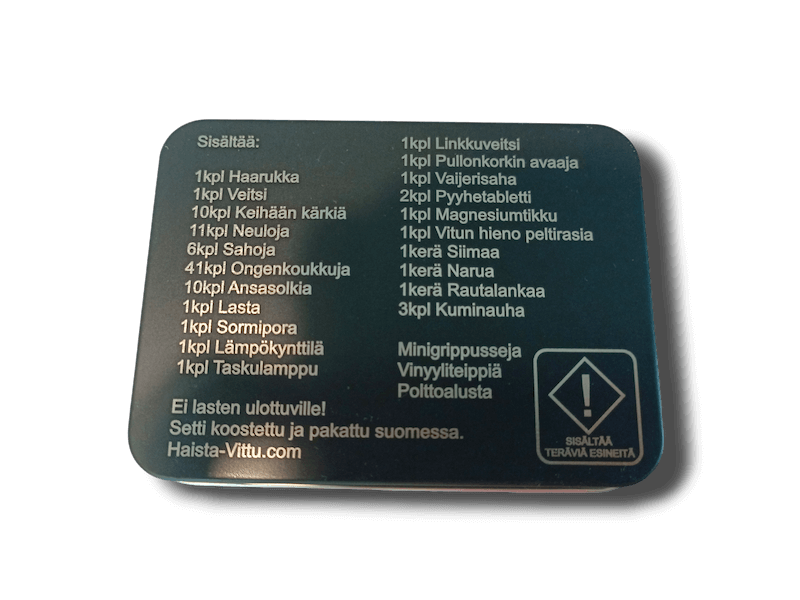 Sisältää:
1kpl Haarukka
1kpl Veitsi
10kpl Keihään kärkiä
11kpl Neuloja
6kpl Sahoja
41kpl Ongenkoukkuja
10kpl Ansasolkia
1kpl Lasta
1kpl Sormipora
1kpl Lämpökynttilä
1kpl Taskulamppu
1kpl Linkkuveitsi
1kpl Pullonkorkin avaaja
1kpl Vaijerisaha
2kpl Pyyhetabletti
1kpl Magnesiumtikku
1kpl Vitun hieno peltirasia
1kerä Siimaa
1kerä Narua
1kerä Rautalankaa
3kpl Kuminauha
Minigrippusseja
Vinyyliteippiä
Polttoalusta
Ei lasten ulottuville!
Setti koostettu ja pakattu suomessa.
Haista-Vittu.com
!
SISÄLTÄÄ
TERÄVIÄ ESINEITÄ